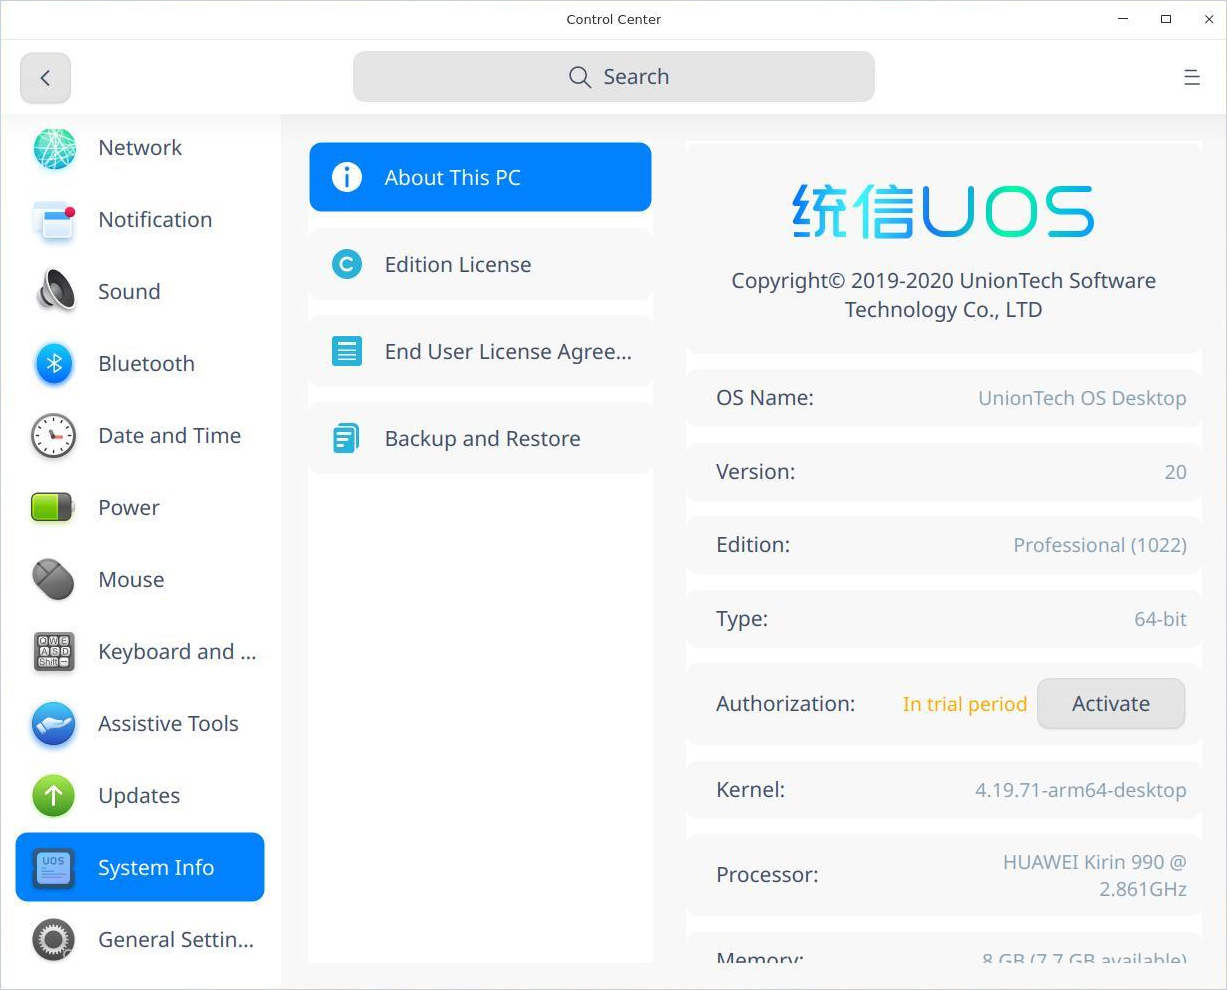 Control Center
Search
Network
Notification
Sound
Bluetooth
Date and Time
Power
Mouse
Keyboard and ...
Assistive Tools
Updates
UOS
System Info
General Settin...
About This PC
Edition License
End User License Agree...
Backup and Restore
统信UOS
Copyright© 2019-2020 UnionTech Software
Technology Co., LTD
OS Name: UnionTech OS Desktop
Version: 20
Edition: Professional (1022)
Type: 64-bit
Authorization: In trial period Activate
Kernel: 4.19.71-arm64-desktop
Processor: HUAWEI Kirin 990 @
2.861GHz
Memory: 8 GB (7.7 GB available)